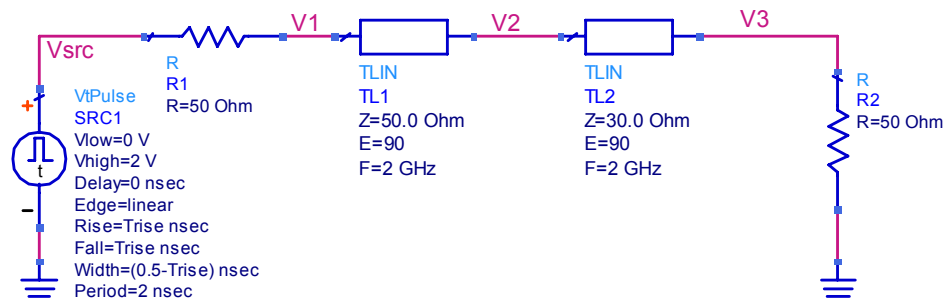 Vsrc
+
VtPulse
SRC1
Vlow=0 V
Vhigh=2 V
Delay=0 nsec
Edge=linear
Rise=Trise nsec
Fall=Trise nsec
Width=(0.5-Trise) nsec
Period=2 nsec
t
–
R
R1
R=50 Ohm
V1
TLIN
TL1
Z=50.0 Ohm
E=90
F=2 GHz
V2
TLIN
TL2
Z=30.0 Ohm
E=90
F=2 GHz
V3
R
R2
R=50 Ohm